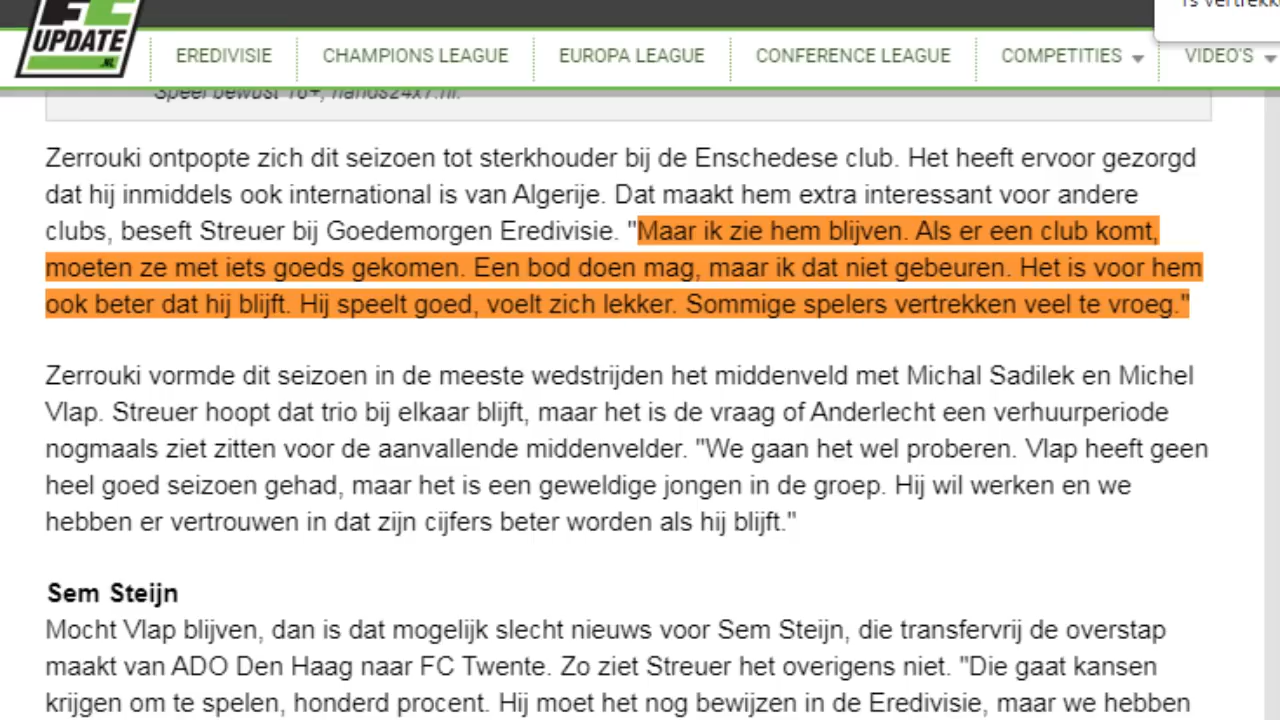 FC
UPDATE
.NL
EREDIVISIE
CHAMPIONS LEAGUE
EUROPA LEAGUE
CONFERENCE LEAGUE
COMPETITIES
VIDEO'S
Speel bewust 18+, hands24x7.nl.
Zerrouki ontpopte zich dit seizoen tot sterkhouder bij de Enschedese club. Het heeft ervoor gezorgd
dat hij inmiddels ook international is van Algerije. Dat maakt hem extra interessant voor andere
clubs, beseft Streuer bij Goedemorgen Eredivisie. "Maar ik zie hem blijven. Als er een club komt,
moeten ze met iets goeds gekomen. Een bod doen mag, maar ik dat niet gebeuren. Het is voor hem
ook beter dat hij blijft. Hij speelt goed, voelt zich lekker. Sommige spelers vertrekken veel te vroeg."
Zerrouki vormde dit seizoen in de meeste wedstrijden het middenveld met Michal Sadilek en Michel
Vlap. Streuer hoopt dat trio bij elkaar blijft, maar het is de vraag of Anderlecht een verhuurperiode
nogmaals ziet zitten voor de aanvallende middenvelder. "We gaan het wel proberen. Vlap heeft geen
heel goed seizoen gehad, maar het is een geweldige jongen in de groep. Hij wil werken en we
hebben er vertrouwen in dat zijn cijfers beter worden als hij blijft."
Sem Steijn
Mocht Vlap blijven, dan is dat mogelijk slecht nieuws voor Sem Steijn, die transfervrij de overstap
maakt van ADO Den Haag naar FC Twente. Zo ziet Streuer het overigens niet. "Die gaat kansen
krijgen om te spelen, honderd procent. Hij moet het nog bewijzen in de Eredivisie, maar we hebben